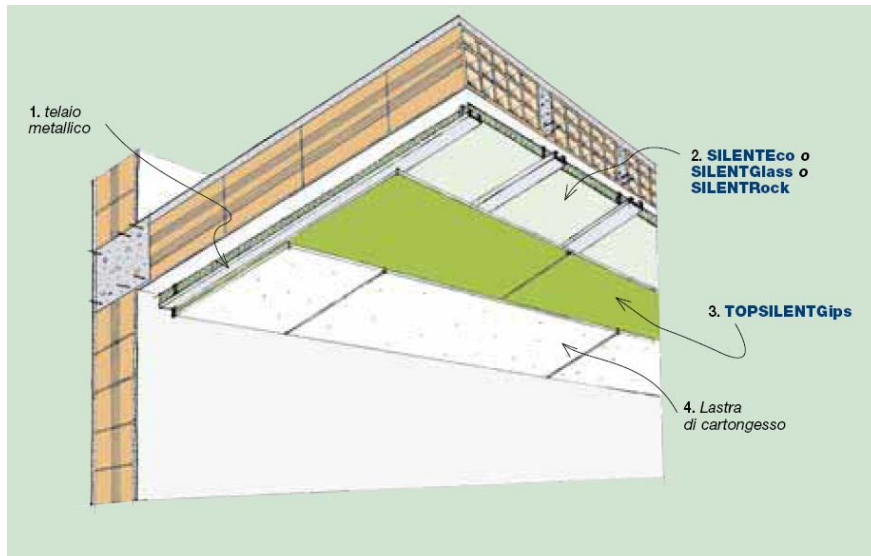 1. telaio
metallico
2. SILENTEco o
SILENTGlass o
SILENTRock
3. TOPSILENTGips
4. Lastra
di cartongesso